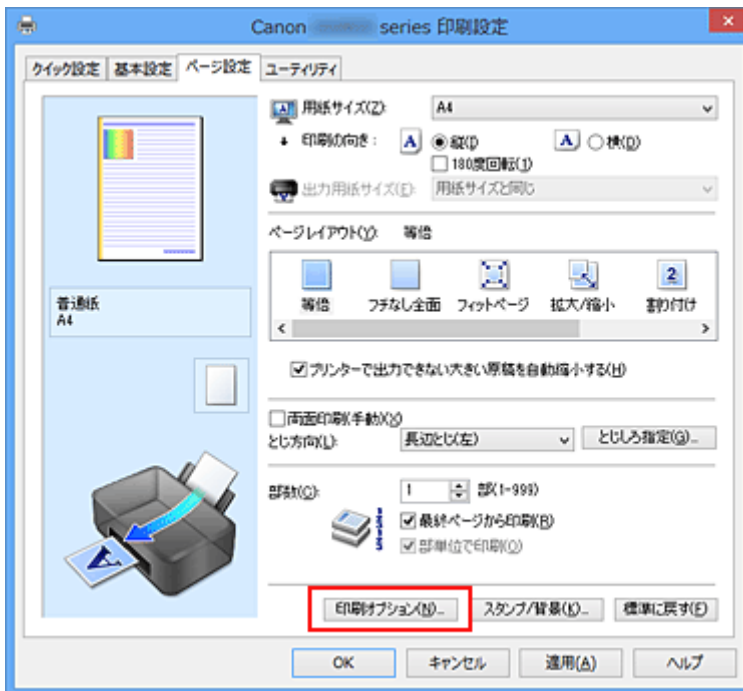 Canon series 印刷設定
クイック設定 基本設定 ページ設定 ユーティリティ
用紙サイズ(Z): A4
印刷の向き: A 縦(I) A 横(D)
180度回転(1)
出力用紙サイズ(E): 用紙サイズと同じ
ページレイアウト(Y): 等倍
2
等倍 フチなし全面 フィットページ 拡大/縮小 割り付け
普通紙
A4
プリンターで出力できない大きい原稿を自動縮小する(H)
両面印刷(手動)(X)
とじ方向(L): 長辺とじ(左) とじしろ指定(G)...
部数(C): 1 部(1-999)
最終ページから印刷(R)
部単位で印刷(O)
A
印刷オプション(N)... スタンプ/背景(K)... 標準に戻す(F)
OK キャンセル 適用(A) ヘルプ